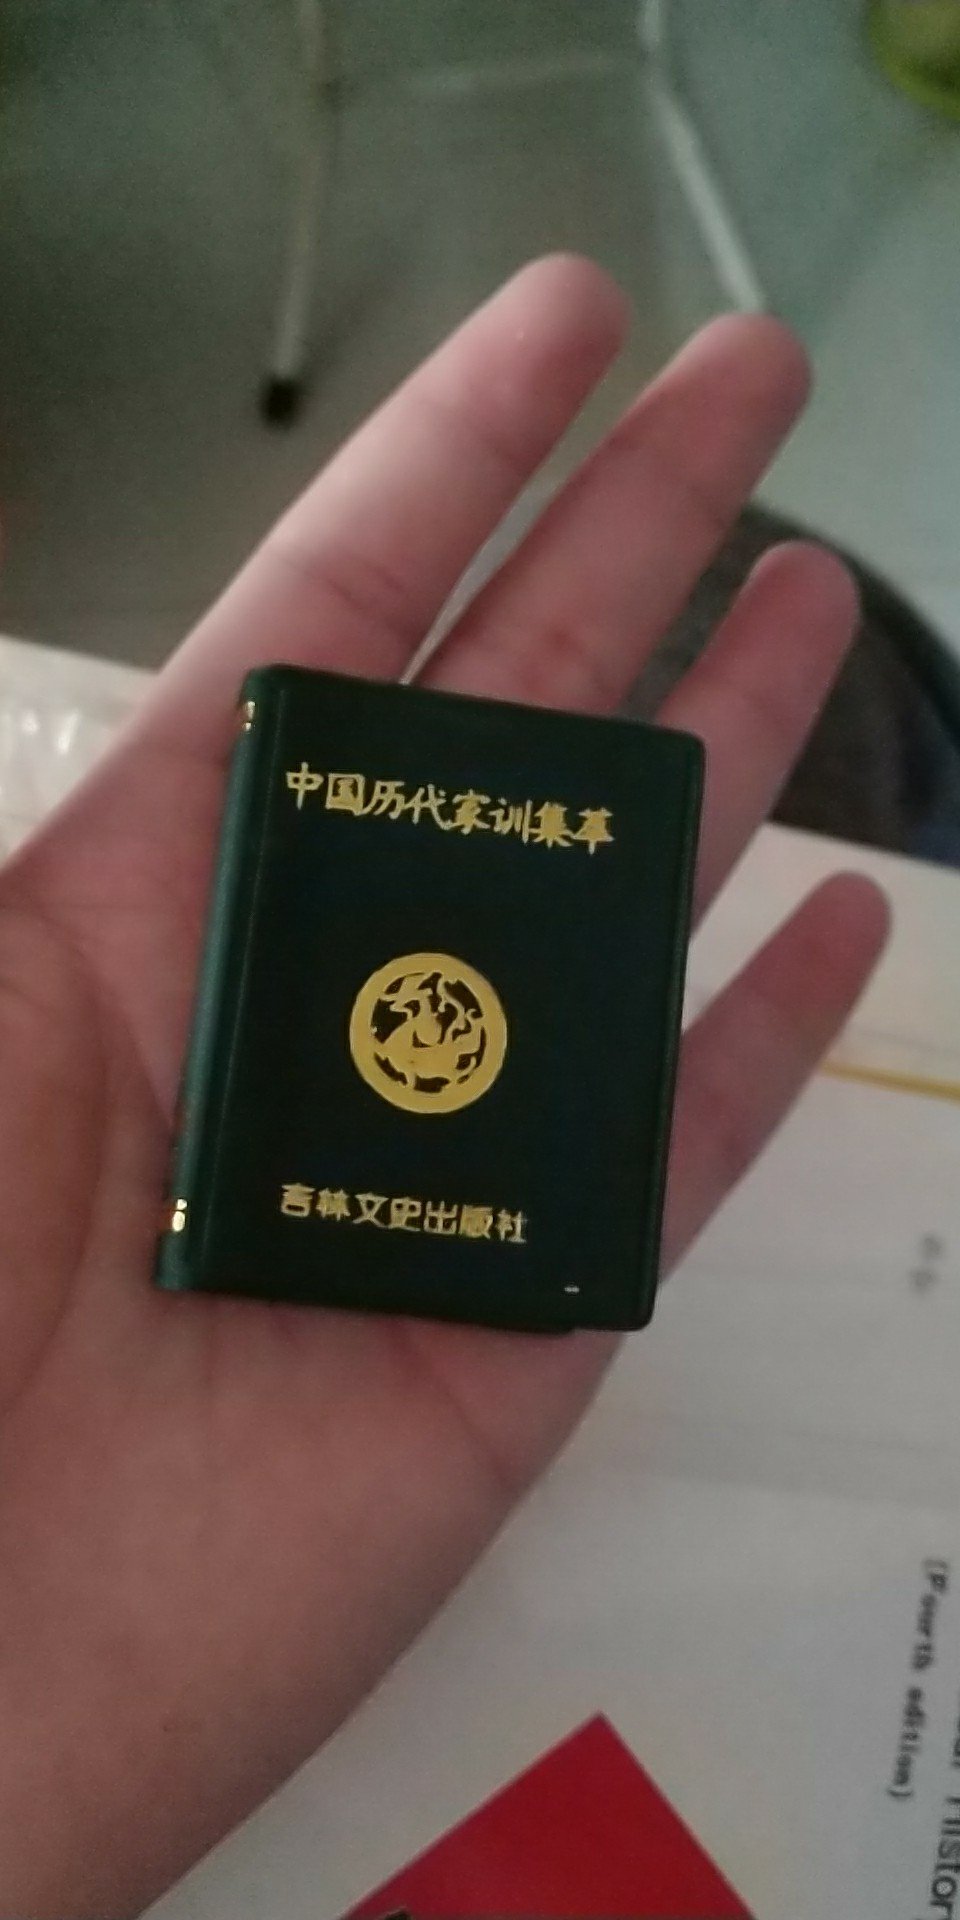 中国历代家训集萃
吉林文史出版社
(Fourth edition)